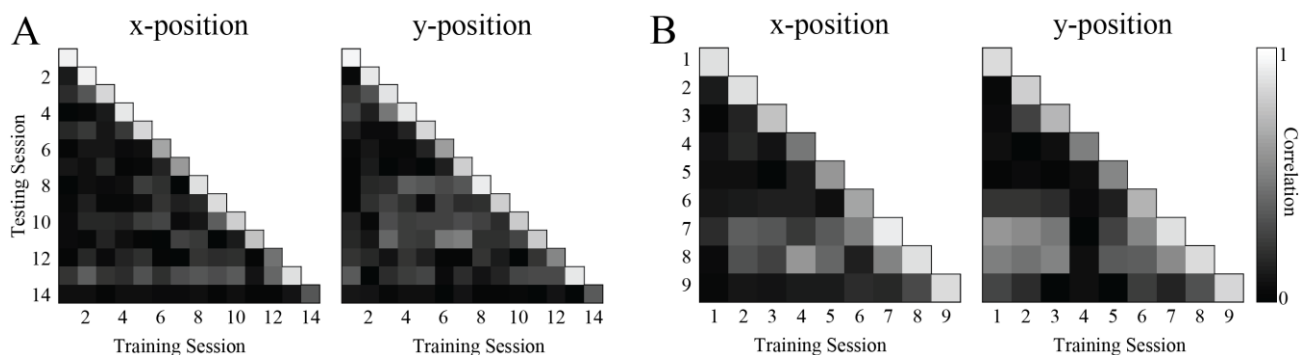 A
x-position
y-position
Testing Session
2
4
6
8
10
12
14
2 4 6 8 10 12 14
2 4 6 8 10 12 14
Training Session
Training Session
B
x-position
y-position
1
2
3
4
5
6
7
8
9
1 2 3 4 5 6 7 8 9
1 2 3 4 5 6 7 8 9
Training Session
Training Session
1
Correlation
0